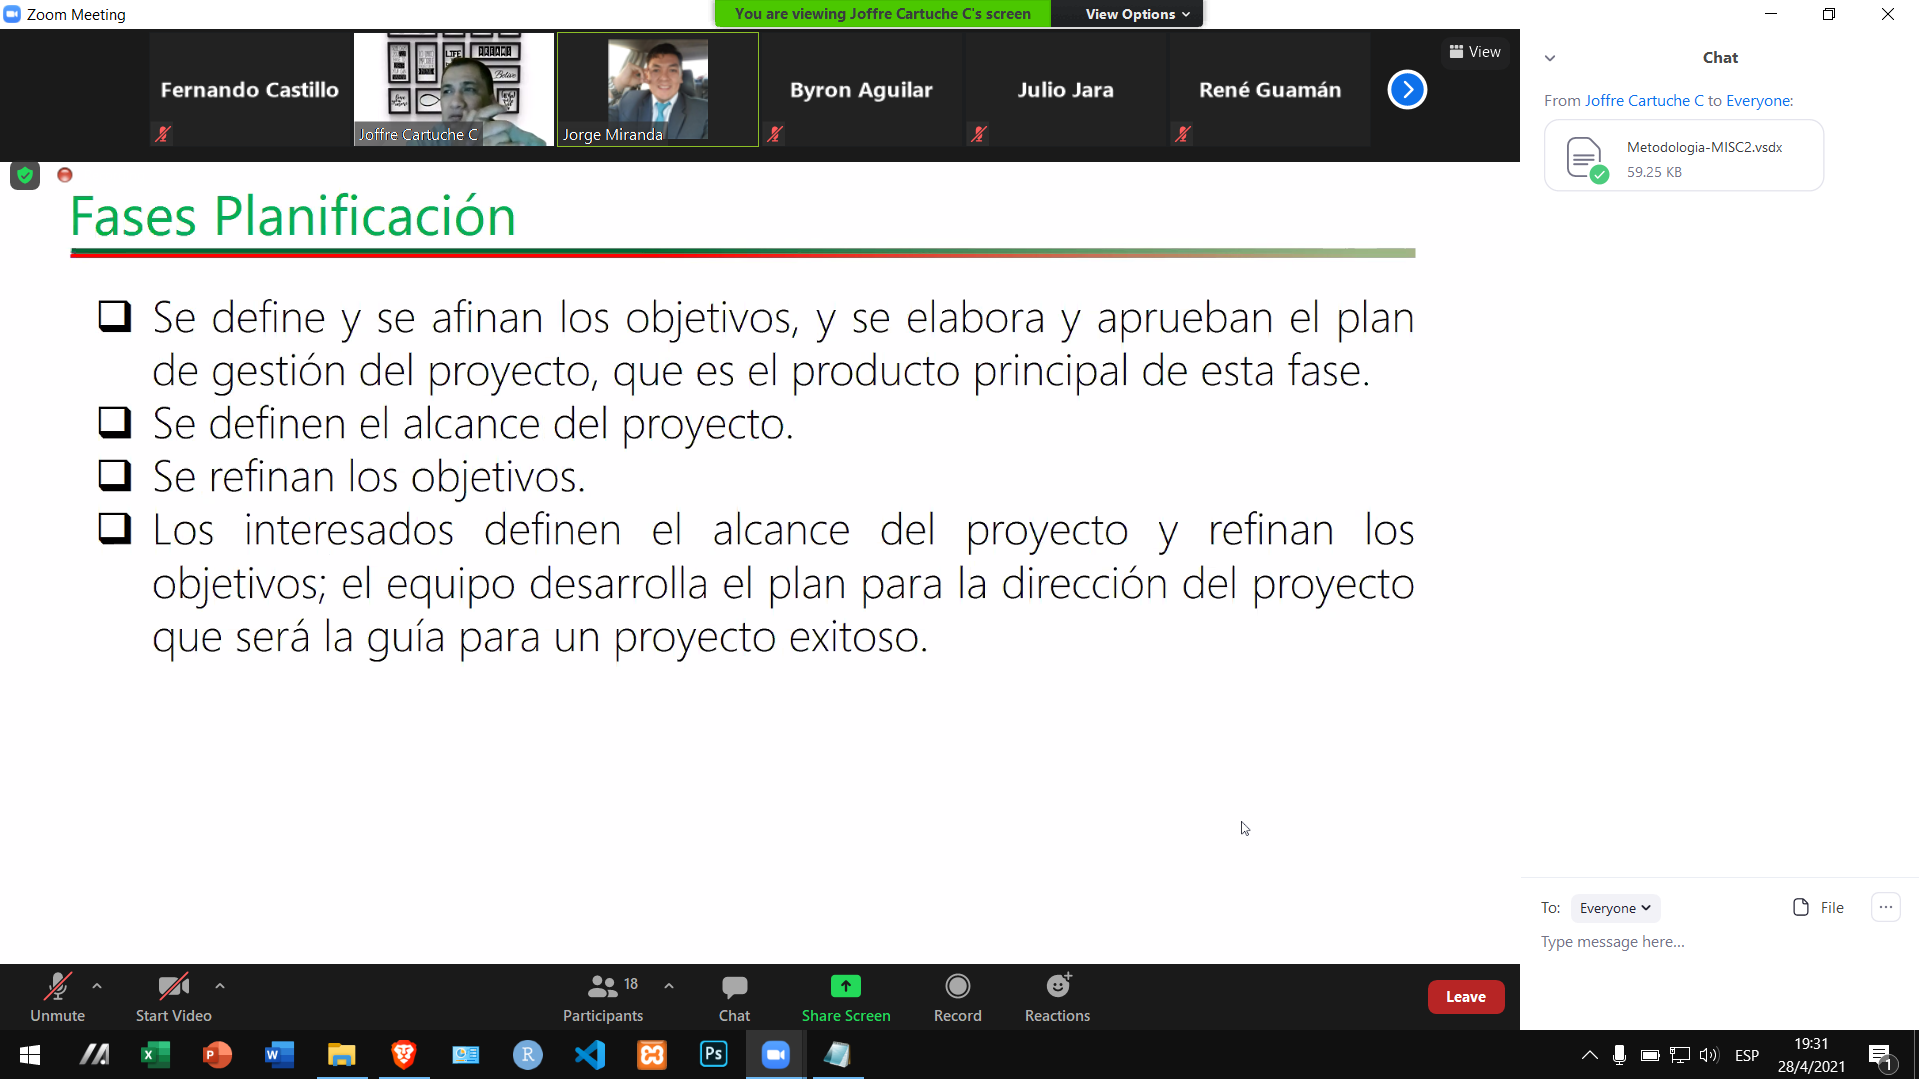 Zoom Meeting
You are viewing Joffre Cartuche C's screen
View Options
Fernando Castillo
Joffre Cartuche C
Jorge Miranda
Byron Aguilar
Julio Jara
René Guamán
View
Chat
From Joffre Cartuche C to Everyone:
Metodologia-MISC2.vsdx
59.25 KB
Fases Planificación
Se define y se afinan los objetivos, y se elabora y aprueban el plan
de gestión del proyecto, que es el producto principal de esta fase.
Se definen el alcance del proyecto.
Se refinan los objetivos.
Los interesados definen el alcance del proyecto y refinan los
objetivos; el equipo desarrolla el plan para la dirección del proyecto
que será la guía para un proyecto exitoso.
To: Everyone
File
Type message here...
Unmute
Start Video
Participants 18
Chat
Share Screen
Record
Reactions
Leave
Ps
ESP
19:31
28/4/2021
1